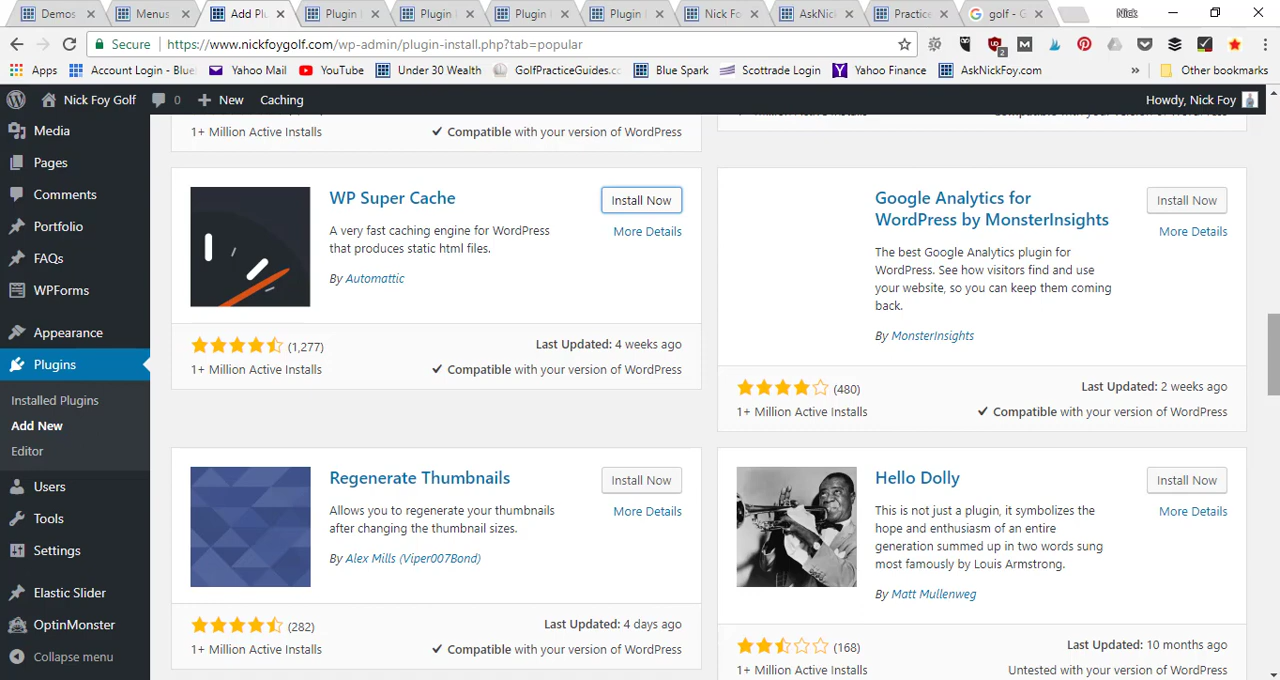 Demos
Menus
Add Plu
Plugin
Plugin
Plugin
Plugin
Nick Fo
AskNick
Practice
golf - G
Nick
Secure
https://www.nickfoygolf.com/wp-admin/plugin-install.php?tab=popular
2
Apps
Account Login - Blue
Yahoo Mail
YouTube
Under 30 Wealth
GolfPracticeGuides.co
Blue Spark
Scottrade Login
Yahoo Finance
AskNickFoy.com
»
Other bookmarks
Nick Foy Golf
0
New
Caching
Howdy, Nick Foy
Media
Pages
Comments
Portfolio
FAQs
WPForms
Appearance
Plugins
Installed Plugins
Add New
Editor
Users
Tools
Settings
Elastic Slider
OptinMonster
Collapse menu
1+ Million Active Installs
Compatible with your version of WordPress
Compatible with your version of WordPress
WP Super Cache
Install Now
More Details
A very fast caching engine for WordPress
that produces static html files.
By Automattic
(1,277)
Last Updated: 4 weeks ago
1+ Million Active Installs
Compatible with your version of WordPress
Google Analytics for
WordPress by MonsterInsights
Install Now
More Details
The best Google Analytics plugin for
WordPress. See how visitors find and use
your website, so you can keep them coming
back.
By MonsterInsights
(480)
Last Updated: 2 weeks ago
1+ Million Active Installs
Compatible with your version of WordPress
Regenerate Thumbnails
Install Now
More Details
Allows you to regenerate your thumbnails
after changing the thumbnail sizes.
By Alex Mills (Viper007Bond)
(282)
Last Updated: 4 days ago
1+ Million Active Installs
Compatible with your version of WordPress
Hello Dolly
Install Now
More Details
This is not just a plugin, it symbolizes the
hope and enthusiasm of an entire
generation summed up in two words sung
most famously by Louis Armstrong.
By Matt Mullenweg
(168)
Last Updated: 10 months ago
1+ Million Active Installs
Untested with your version of WordPress